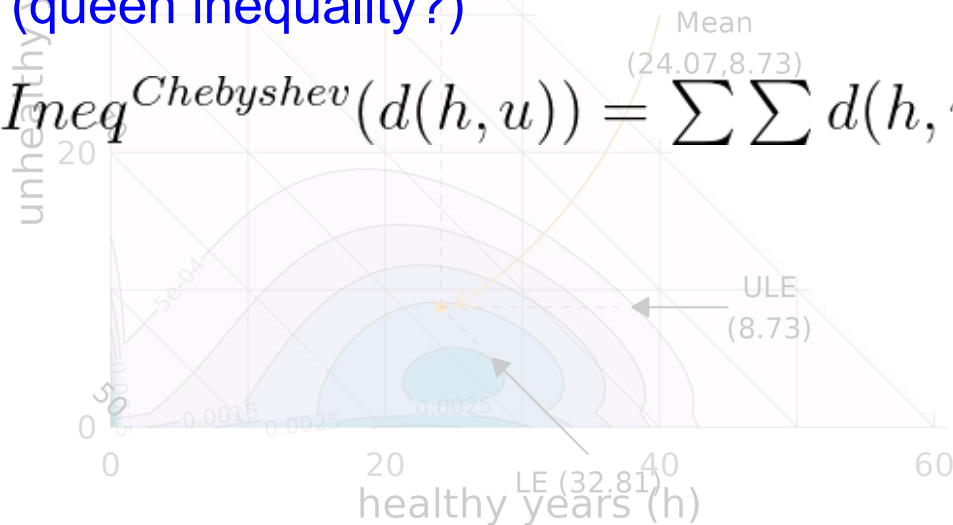 (queen inequality?)
Mean
(24.07,8.73)
Ineq^{Chebyshev}(d(h, u)) = ∑∑ d(h,
unhealthy
20
5e-04
ULE
(8.73)
50
0.0015
0.0025
0.0025
0
0
20
40
60
LE (32.81)
healthy years (h)